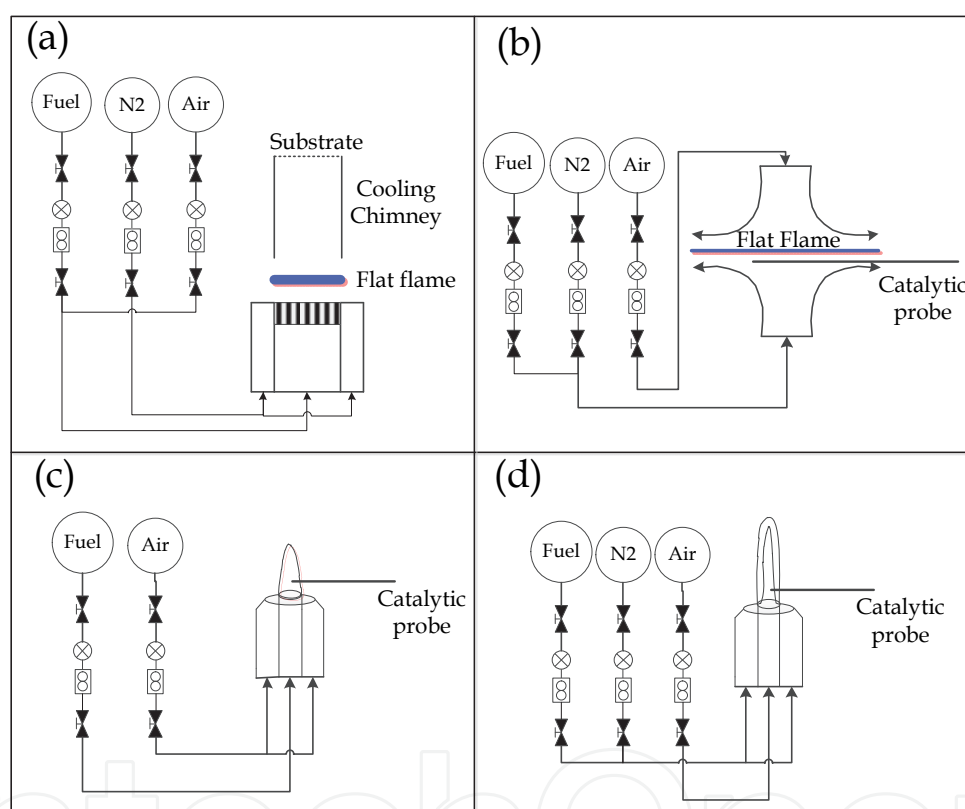 (a)
Fuel
N2
Air
Substrate
Cooling
Chimney
Flat flame
(b)
Fuel
N2
Air
Flat Flame
Catalytic
probe
(c)
Fuel
Air
Catalytic
probe
(d)
Fuel
N2
Air
Catalytic
probe